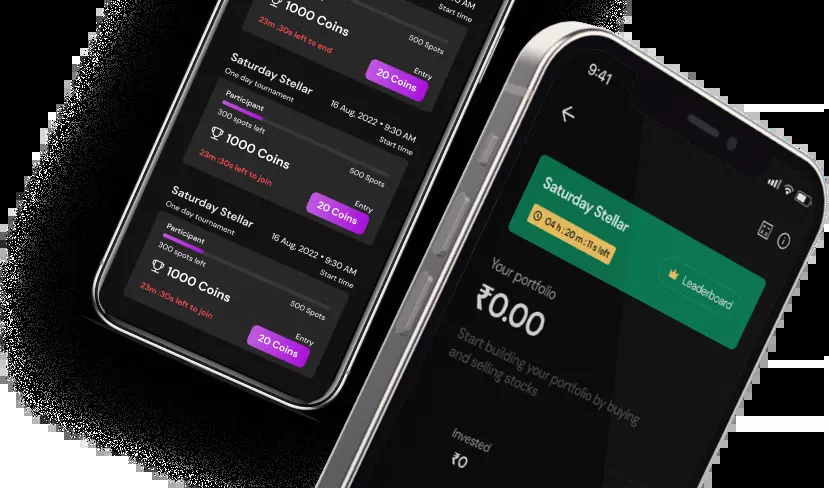 AM
Start time
1000 Coins
500 Spots
23m :30s left to end
Entry
20 Coins
Saturday Stellar
One day tournament
16 Aug, 2022 • 9:30 AM
Start time
Participant
300 spots left
500 Spots
1000 Coins
23m :30s left to join
Entry
20 Coins
Saturday Stellar
One day tournament
16 Aug, 2022 • 9:30 AM
Start time
Participant
300 spots left
500 Spots
1000 Coins
23m :30s left to join
Entry
20 Coins
9:41
Saturday Stellar
04 h : 20 m : 11 s left
Leaderboard
Your portfolio
₹0.00
Start building your portfolio by buying
and selling stocks
Invested
₹0